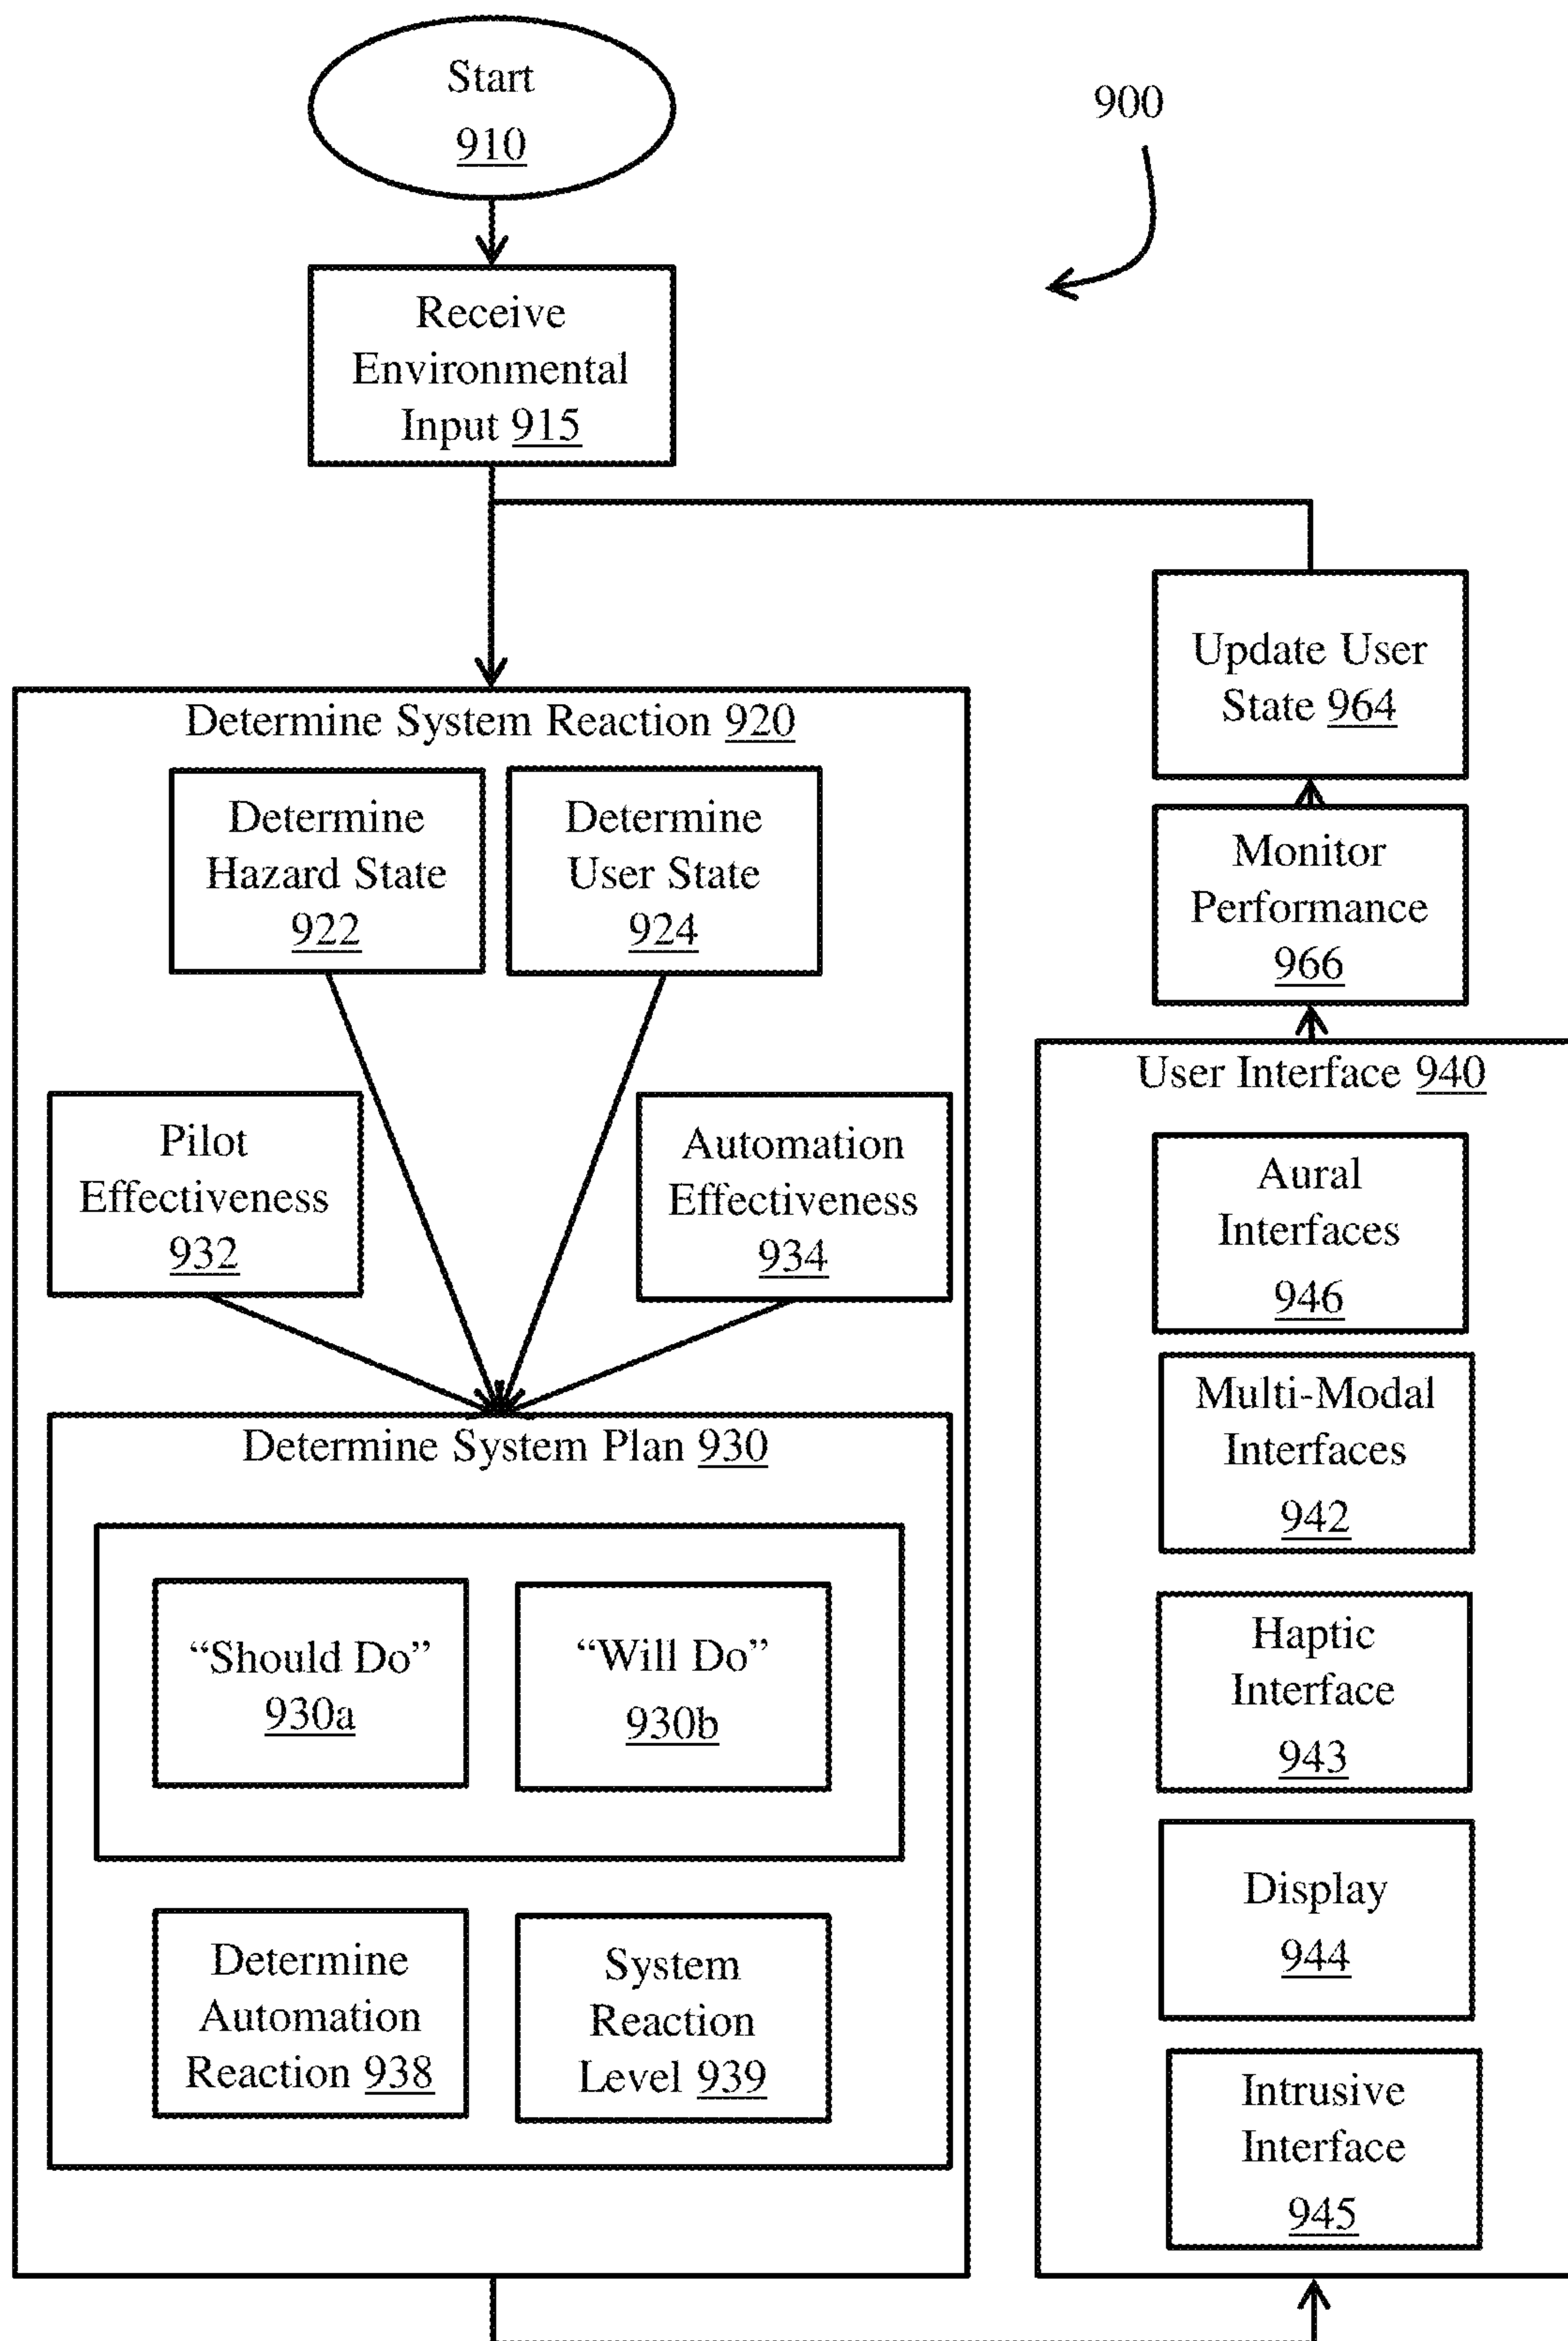 Start
910
900
Receive
Environmental
Input 915
Determine System Reaction 920
Determine
Hazard State
922
Determine
User State
924
Pilot
Effectiveness
932
Automation
Effectiveness
934
Determine System Plan 930
“Should Do”
930a
“Will Do”
930b
Determine
Automation
Reaction 938
System
Reaction
Level 939
Update User
State 964
Monitor
Performance
966
User Interface 940
Aural
Interfaces
946
Multi-Modal
Interfaces
942
Haptic
Interface
943
Display
944
Intrusive
Interface
945